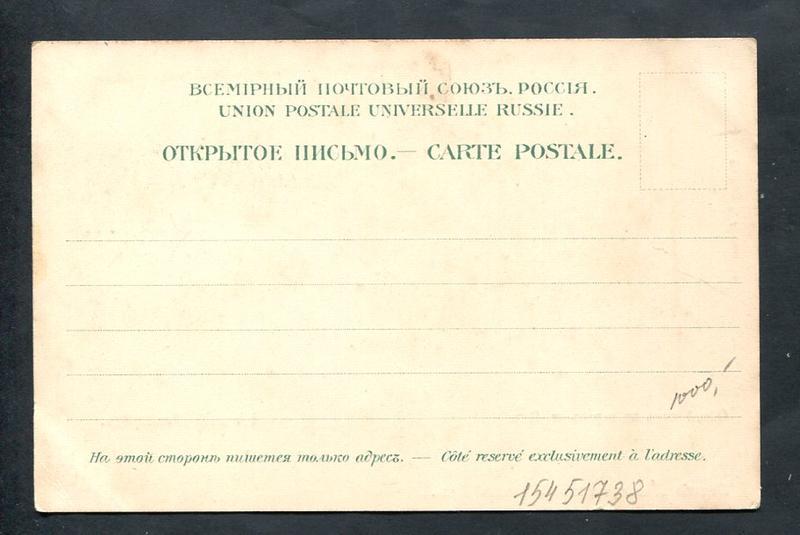 ВСЕМІРНЫЙ ПОЧТОВЫЙ СОЮЗЪ. РОССІЯ.
UNION POSTALE UNIVERSELLE RUSSIE.
ОТКРЫТОЕ ПИСЬМО.— CARTE POSTALE.
1000,
На этой сторонѣ пишется только адресъ. — Côté reservé exclusivement à l'adresse.
15451738